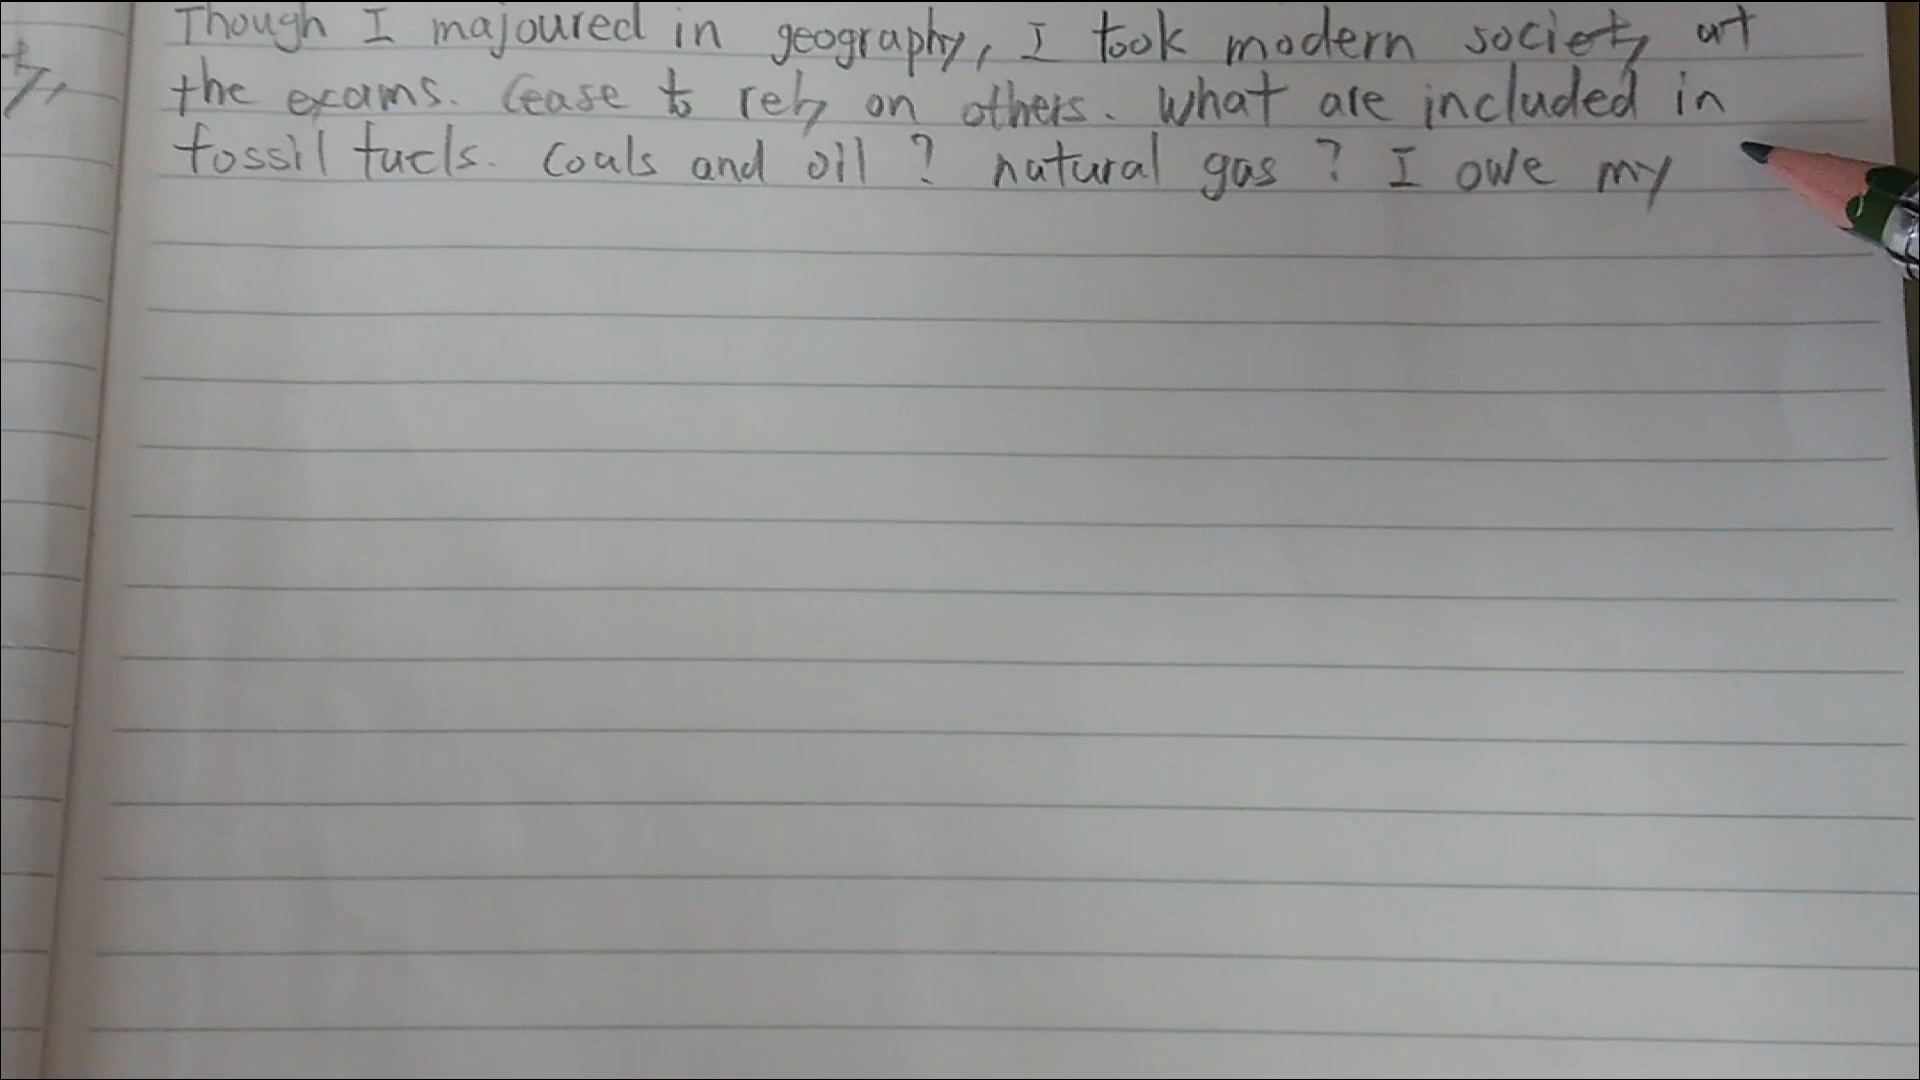 Though I majoured in geography, I took modern society at
the exams. Cease to rely on others. What are included in
fossil fuels. Coals and oil ? natural gas ? I owe my